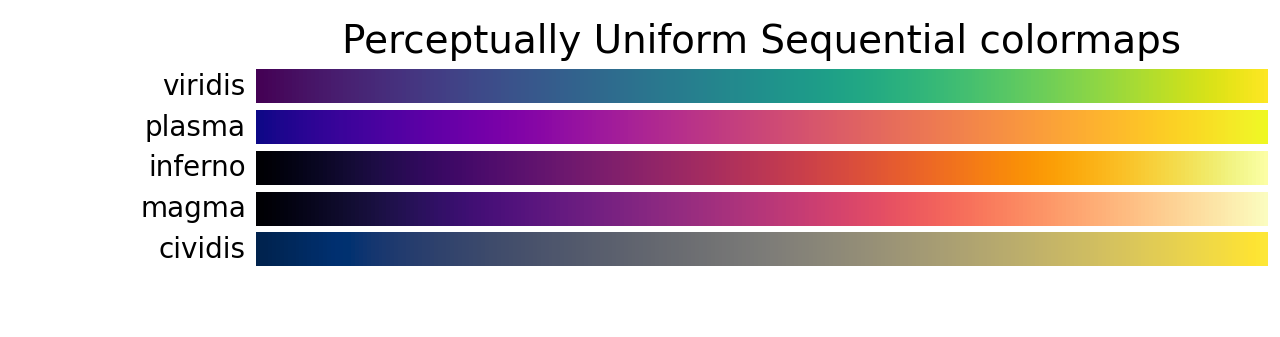 Perceptually Uniform Sequential colormaps
viridis
plasma
inferno
magma
cividis